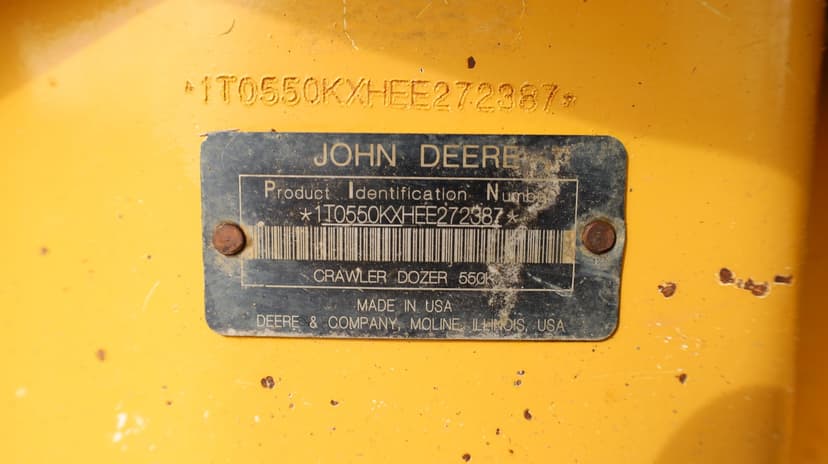 *1T0550KXHEE272387*
JOHN DEERE
Product Identification Number
*1T0550KXHEE272387*
CRAWLER DOZER 550K
MADE IN USA
DEERE & COMPANY, MOLINE, ILLINOIS, USA